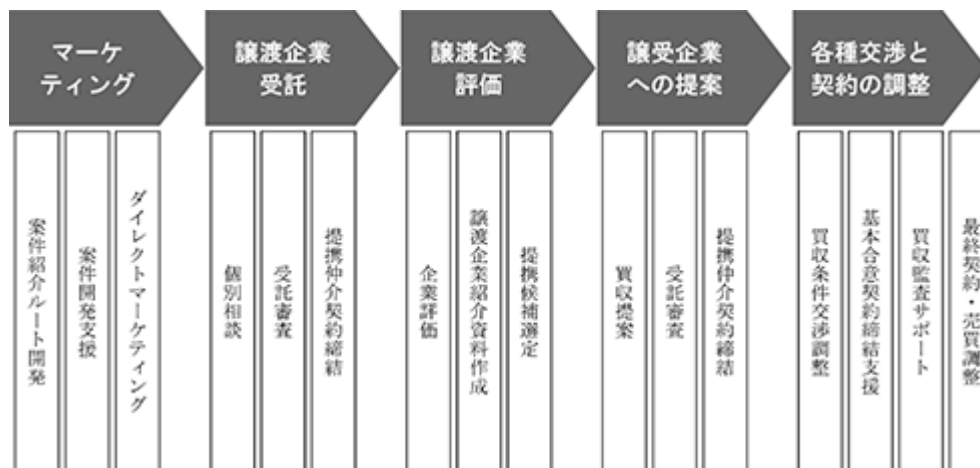 マーケ
ティング
譲渡企業
受託
譲渡企業
評価
譲受企業
への提案
各種交渉と
契約の調整
案件紹介ルート開発
案件開発支援
ダイレクトマーケティング
個別相談
受託審査
提携仲介契約締結
企業評価
譲渡企業紹介資料作成
提携候補選定
買収提案
受託審査
提携仲介契約締結
買収条件交渉調整
基本合意契約締結支援
買収監査サポート
最終契約・売買調整